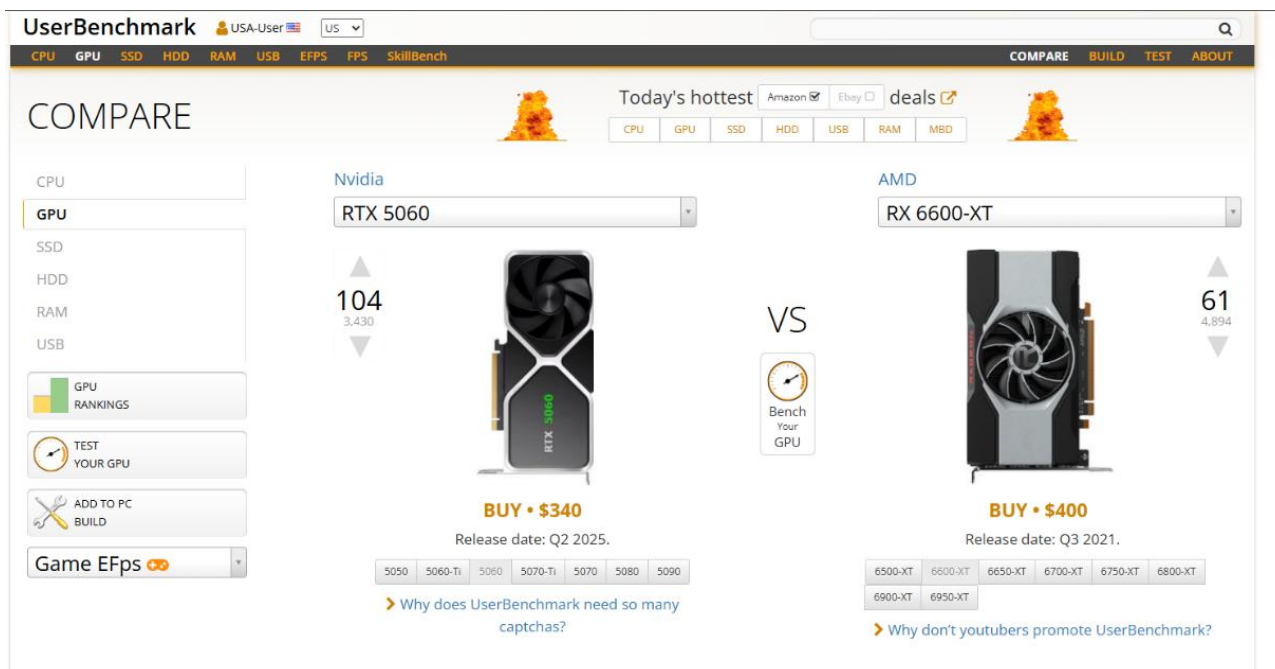 UserBenchmark USA-User US
CPU GPU SSD HDD RAM USB EFPS FPS SkillBench COMPARE BUILD TEST ABOUT
COMPARE
Today's hottest Amazon Ebay deals
CPU GPU SSD HDD USB RAM MBD
CPU
GPU
SSD
HDD
RAM
USB
GPU
RANKINGS
TEST
YOUR GPU
ADD TO PC
BUILD
Game EFps
Nvidia
RTX 5060
104
3,430
RTX 5060
BUY • $340
Release date: Q2 2025.
5050 5060-Ti 5060 5070-Ti 5070 5080 5090
Why does UserBenchmark need so many
captchas?
VS
Bench
Your
GPU
AMD
RX 6600-XT
61
4,894
RADEON
BUY • $400
Release date: Q3 2021.
6500-XT 6600-XT 6650-XT 6700-XT 6750-XT 6800-XT
6900-XT 6950-XT
Why don't youtubers promote UserBenchmark?